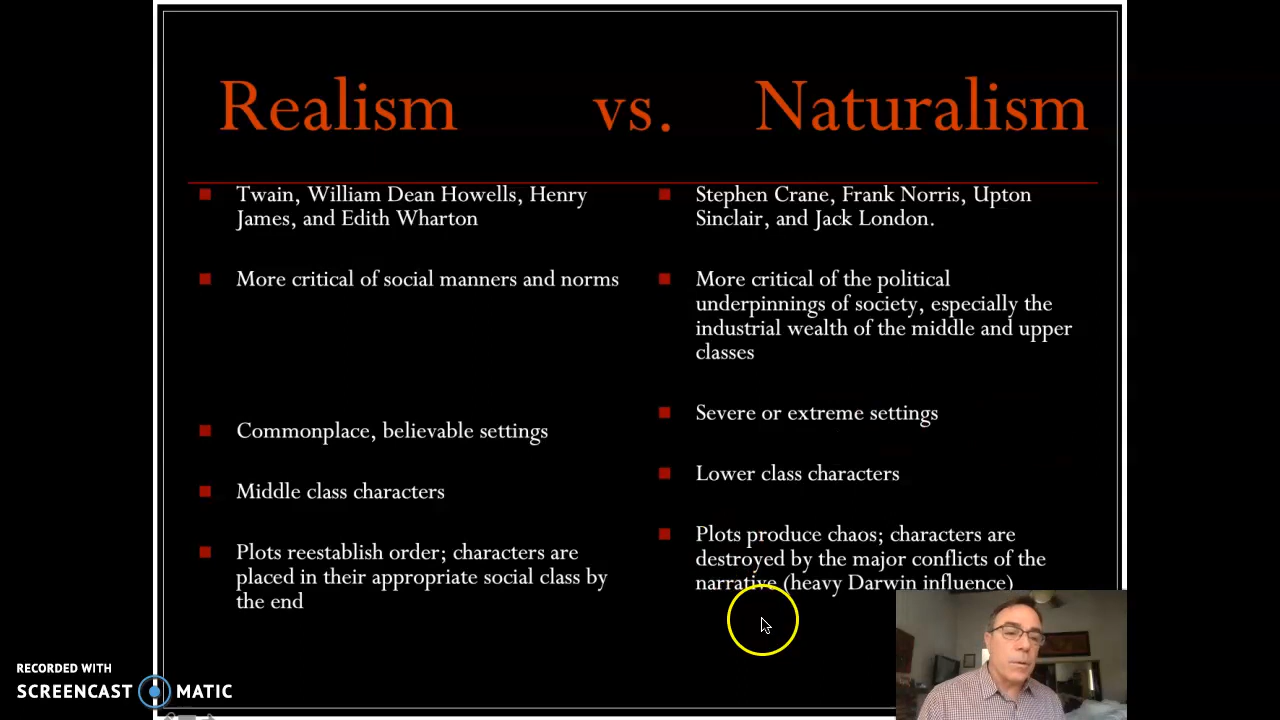 Realism vs. Naturalism
Twain, William Dean Howells, Henry
James, and Edith Wharton
More critical of social manners and norms
Commonplace, believable settings
Middle class characters
Plots reestablish order; characters are
placed in their appropriate social class by
the end
Stephen Crane, Frank Norris, Upton
Sinclair, and Jack London.
More critical of the political
underpinnings of society, especially the
industrial wealth of the middle and upper
classes
Severe or extreme settings
Lower class characters
Plots produce chaos; characters are
destroyed by the major conflicts of the
narrative (heavy Darwin influence)
RECORDED WITH
SCREENCAST MATIC